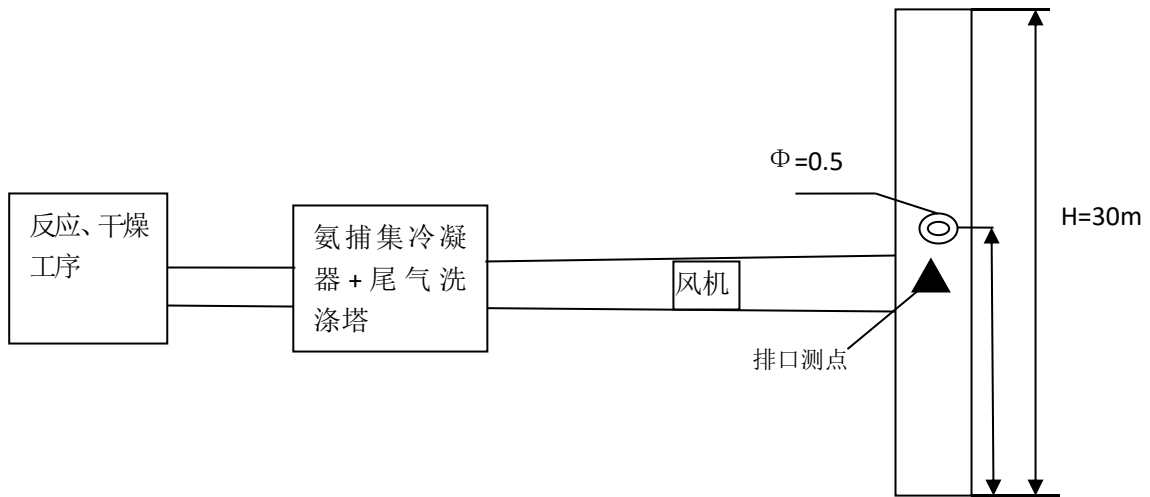 Φ=0.5
反应、干燥
工序
氨捕集冷凝
器+尾气洗
涤塔
风机
H=30m
排口测点